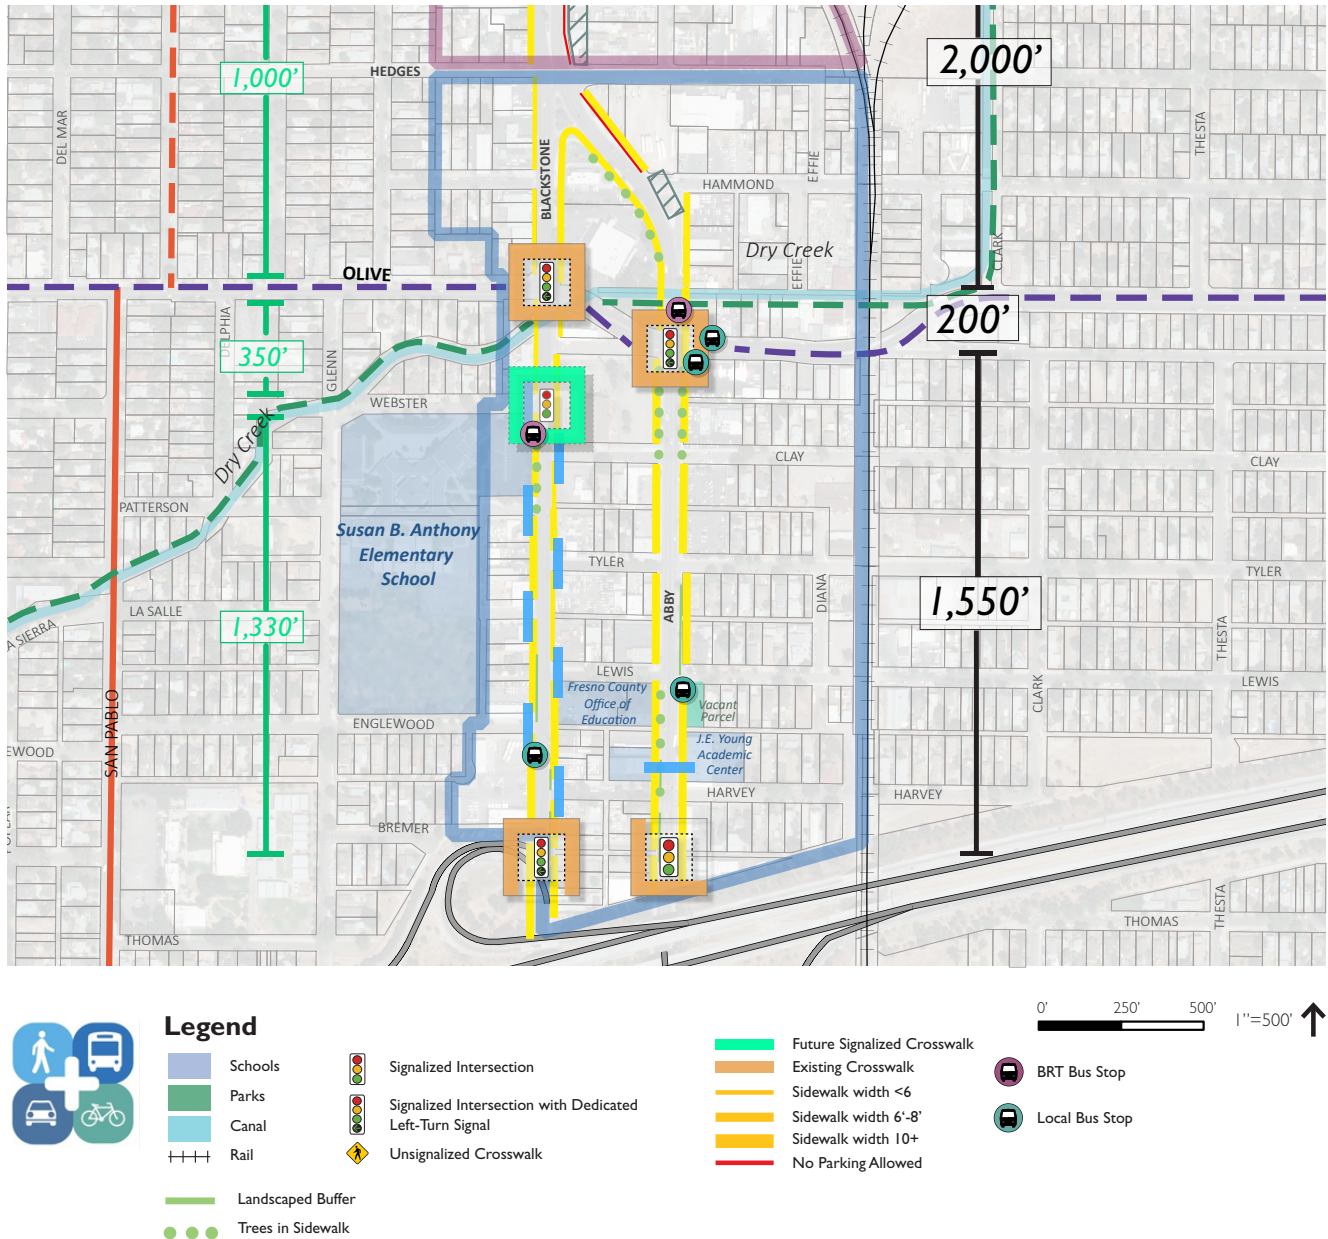 1,000'
2,000'
HEDGES
DEL MAR
THESTA
BLACKSTONE
EFFIE
HAMMOND
Dry Creek
CLARK
OLIVE
EFFIE
200'
350'
GLENN
WEBSTER
Dry Creek
CLAY
CLAY
PATTERSON
Susan B. Anthony
Elementary
School
TYLER
TYLER
DIANA
ABBY
1,550'
LA SALLE
1,330'
A SIERRA
THESTA
LEWIS
LEWIS
Fresno County
Office of
Education
Vacant
Parcel
CLARK
SAN PABLO
ENGLEWOOD
EWOOD
J.E. Young
Academic
Center
HARVEY
HARVEY
BREMER
THOMAS
THOMAS
THESTA
Legend
Schools
Parks
Canal
Rail
Landscaped Buffer
Trees in Sidewalk
Signalized Intersection
Signalized Intersection with Dedicated
Left-Turn Signal
Unsignalized Crosswalk
Future Signalized Crosswalk
Existing Crosswalk
Sidewalk width <6
Sidewalk width 6'-8'
Sidewalk width 10+
No Parking Allowed
0' 250' 500'
1''=500'
BRT Bus Stop
Local Bus Stop